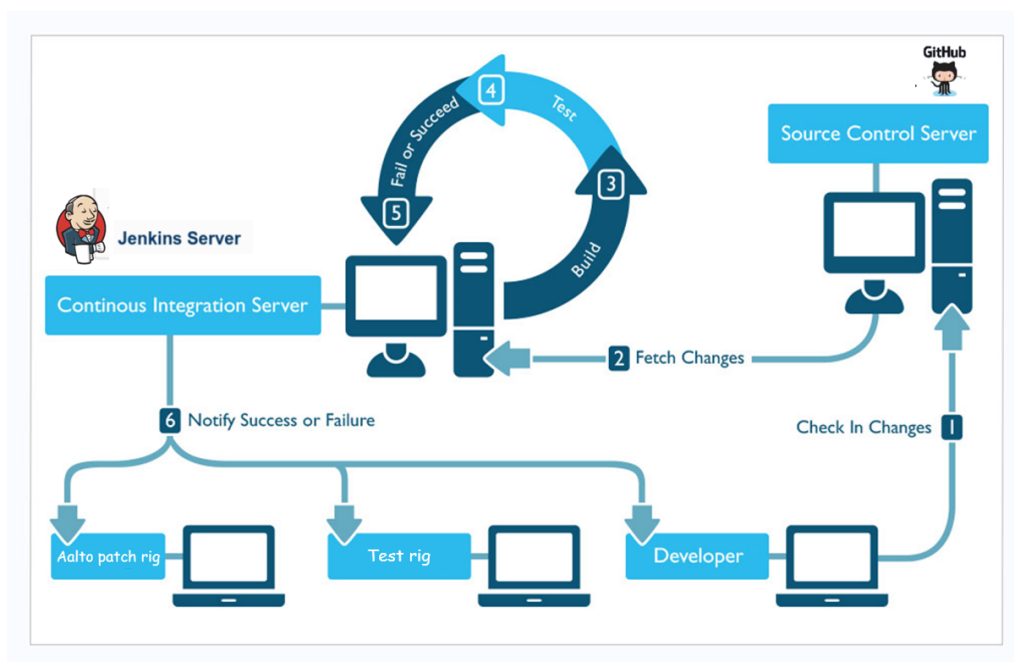 GitHub
Source Control Server
4
Test
Fail or Succeed
3
5
Build
Jenkins Server
Continous Integration Server
2 Fetch Changes
6 Notify Success or Failure
Check In Changes 1
Aalto patch rig
Test rig
Developer